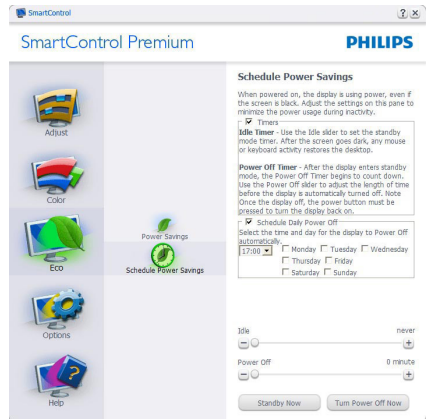 SmartControl
SmartControl Premium
PHILIPS
Adjust
Color
Eco
Options
Help
Power Savings
Schedule Power Savings
Schedule Power Savings
When powered on, the display is using power, even if
the screen is black. Adjust the settings on this pane to
minimize the power usage during inactivity.
Timers
Idle Timer - Use the Idle slider to set the standby
mode timer. After the screen goes dark, any mouse
or keyboard activity restores the desktop.
Power Off Timer - After the display enters standby
mode, the Power Off Timer begins to count down.
Use the Power Off slider to adjust the length of time
before the display is automatically turned off. Note
Once the display off, the power button must be
pressed to turn the display back on.
Schedule Daily Power Off
Select the time and day for the display to Power Off
automatically.
17:00 Monday Tuesday Wednesday
Thursday Friday
Saturday Sunday
Idle never
Power Off 0 minute
Standby Now Turn Power Off Now